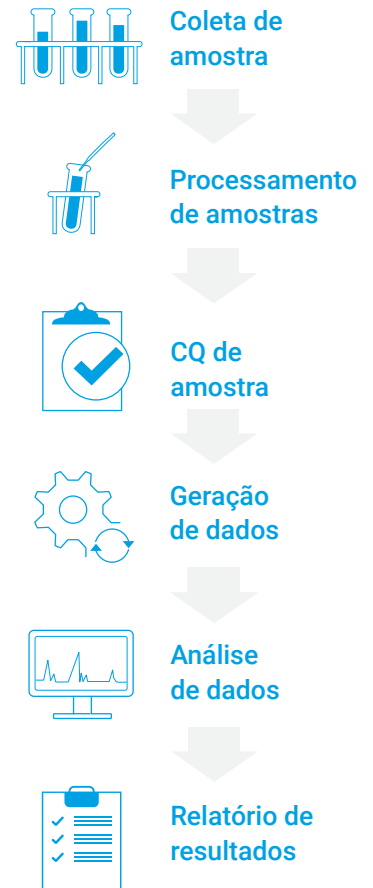 Coleta de
amostra
Processamento
de amostras
CQ de
amostra
Geração
de dados
Análise
de dados
Relatório de
resultados